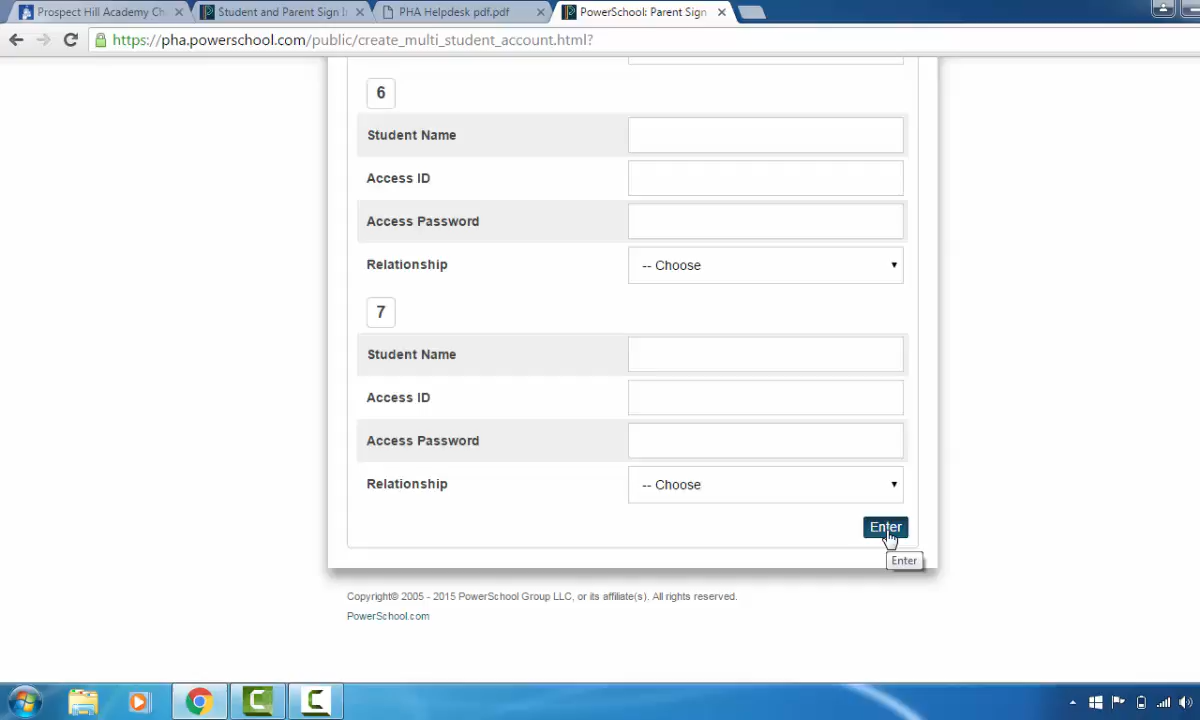 Prospect Hill Academy Ch
Student and Parent Sign I
PHA Helpdesk pdf.pdf
PowerSchool: Parent Sign
https://pha.powerschool.com/public/create_multi_student_account.html?
6
Student Name
Access ID
Access Password
Relationship
-- Choose
7
Student Name
Access ID
Access Password
Relationship
-- Choose
Enter
Enter
Copyright© 2005 - 2015 PowerSchool Group LLC, or its affiliate(s). All rights reserved.
PowerSchool.com